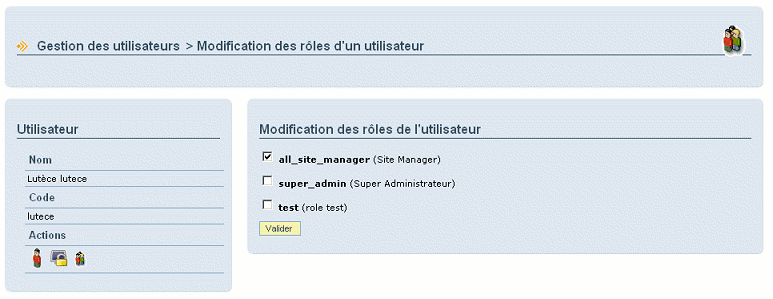 Gestion des utilisateurs > Modification des rôles d'un utilisateur
Utilisateur
Nom
Lutèce lutece
Code
lutece
Actions
Modification des rôles de l'utilisateur
all_site_manager (Site Manager)
super_admin (Super Administrateur)
test (role test)
Valider